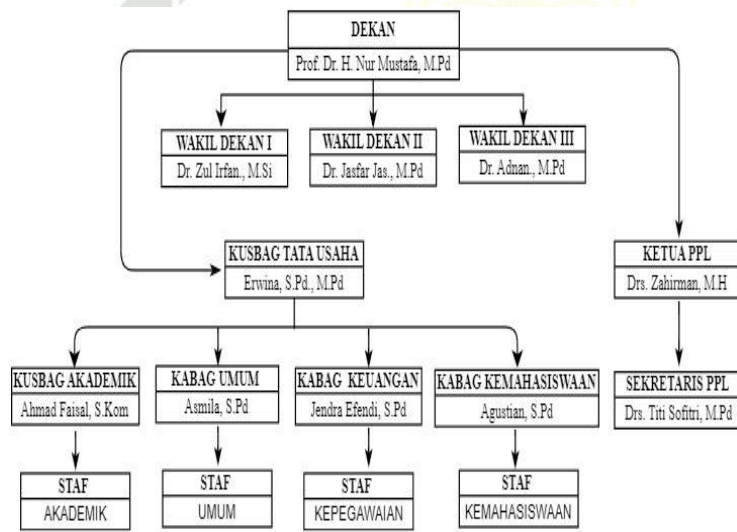 DEKAN
Prof. Dr. H. Nur Mustafa, M.Pd
WAKIL DEKAN I
Dr. Zul Irfan., M.Si
WAKIL DEKAN II
Dr. Jasfar Jas., M.Pd
WAKIL DEKAN III
Dr. Adnan., M.Pd
KUSBAG TATA USAHA
Erwina, S.Pd., M.Pd
KETUA PPL
Drs. Zahirman, M.H
KUSBAG AKADEMIK
Ahmad Faisal, S.Kom
KABAG UMUM
Asmila, S.Pd
KABAG KEUANGAN
Jendra Efendi, S.Pd
KABAG KEMAHASISWAAN
Agustian, S.Pd
SEKRETARIS PPL
Drs. Titi Sofitri, M.Pd
STAF
AKADEMIK
STAF
UMUM
STAF
KEPEGAWAIAN
STAF
KEMAHASISWAAN